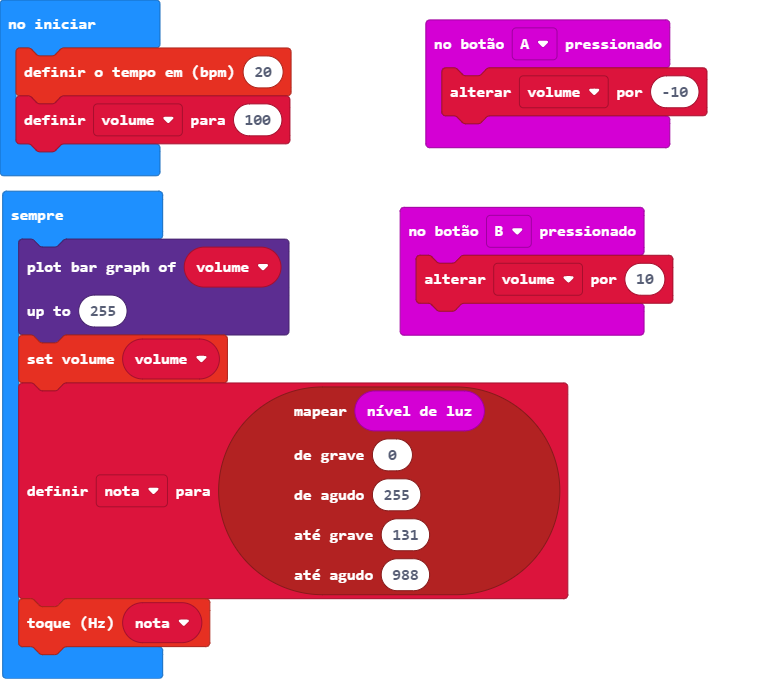 no iniciar
definir o tempo em (bpm) 20
definir volume para 100
no botão A pressionado
alterar volume por -10
sempre
plot bar graph of volume
up to 255
set volume volume
definir nota para
mapear nível de luz
de grave 0
de agudo 255
até grave 131
até agudo 988
toque (Hz) nota
no botão B pressionado
alterar volume por 10